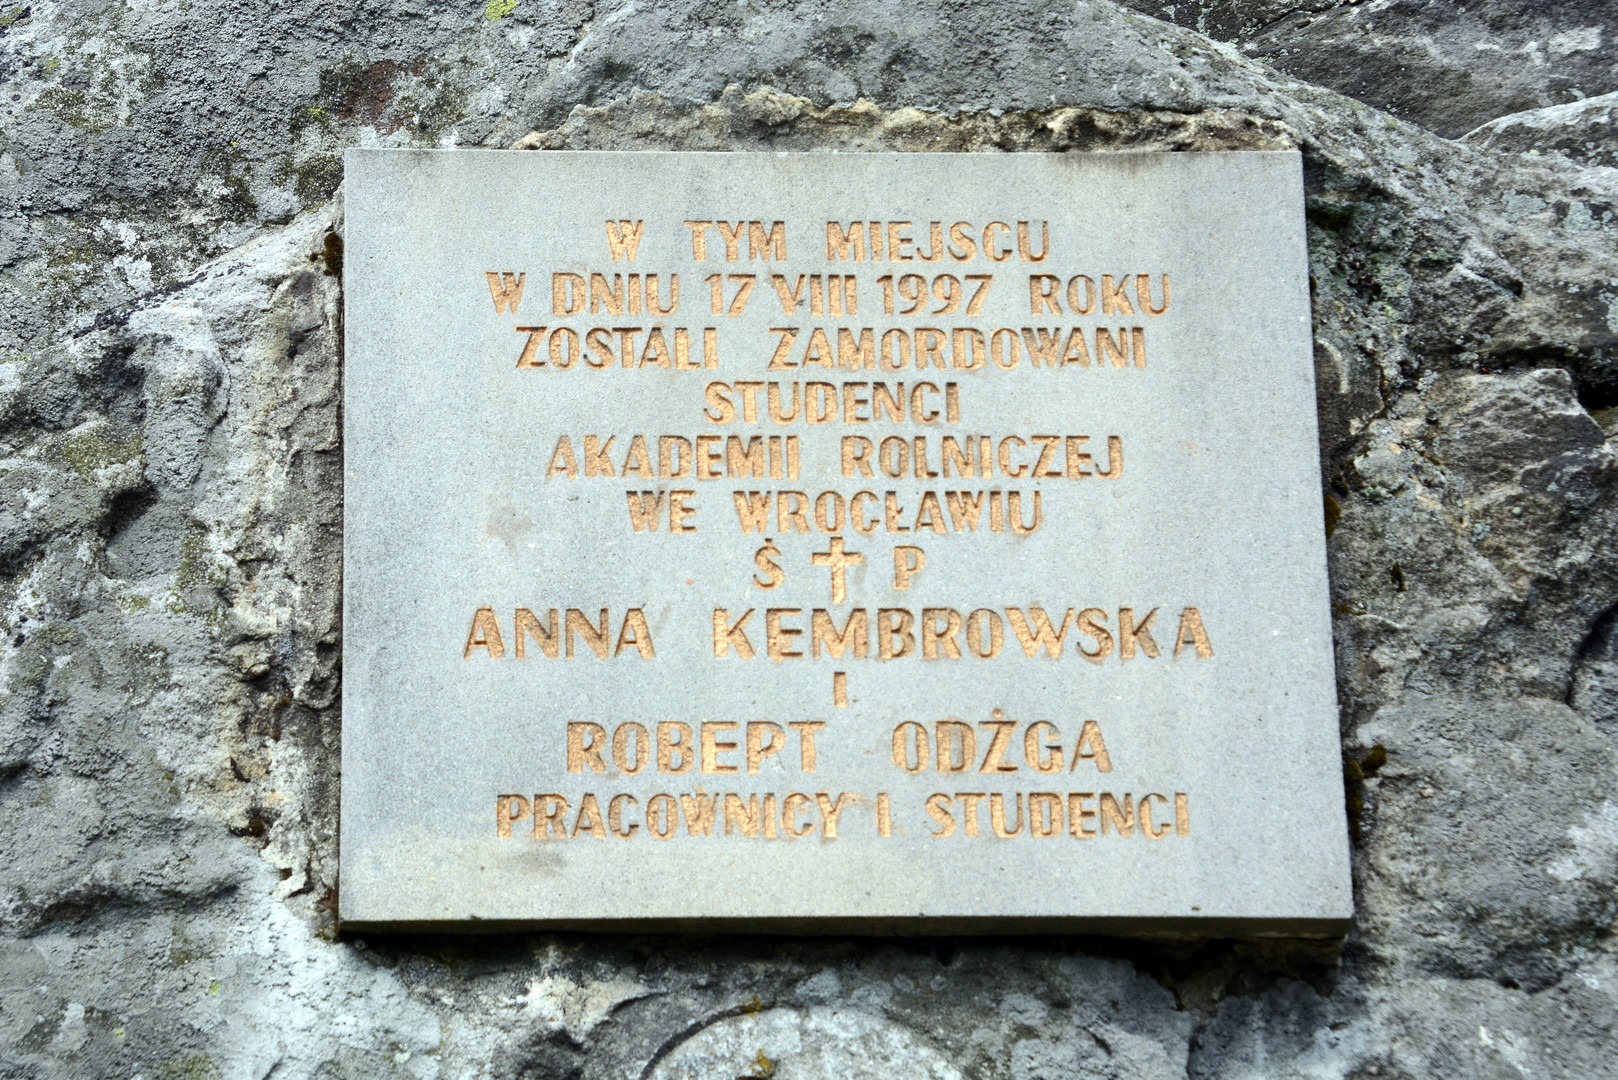 W TYM MIEJSCU
W DNIU 17 VIII 1997 ROKU
ZOSTALI ZAMORDOWANI
STUDENCI
AKADEMII ROLNICZEJ
WE WROCŁAWIU
Ś ✝ P
ANNA KEMBROWSKA
I
ROBERT ODŻGA
PRACOWNICY I STUDENCI